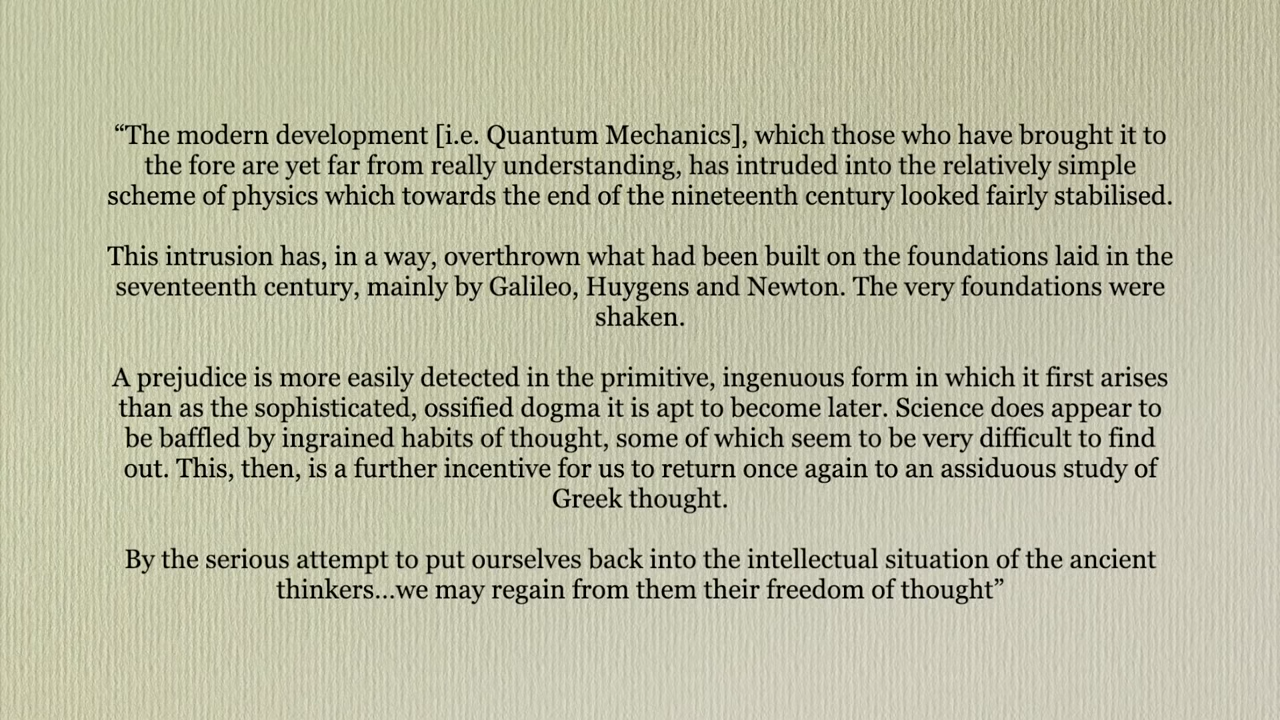 “The modern development [i.e. Quantum Mechanics], which those who have brought it to
the fore are yet far from really understanding, has intruded into the relatively simple
scheme of physics which towards the end of the nineteenth century looked fairly stabilised.
This intrusion has, in a way, overthrown what had been built on the foundations laid in the
seventeenth century, mainly by Galileo, Huygens and Newton. The very foundations were
shaken.
A prejudice is more easily detected in the primitive, ingenuous form in which it first arises
than as the sophisticated, ossified dogma it is apt to become later. Science does appear to
be baffled by ingrained habits of thought, some of which seem to be very difficult to find
out. This, then, is a further incentive for us to return once again to an assiduous study of
Greek thought.
By the serious attempt to put ourselves back into the intellectual situation of the ancient
thinkers...we may regain from them their freedom of thought”